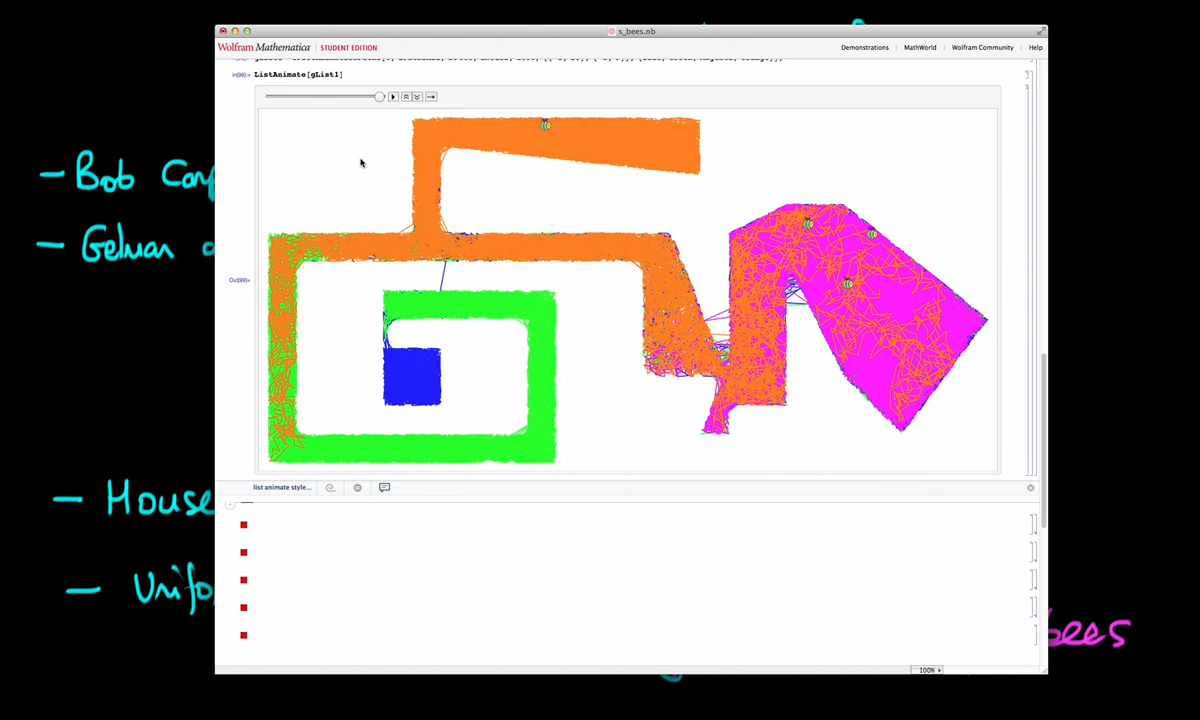 s_bees.nb
Wolfram Mathematica | STUDENT EDITION
Demonstrations MathWorld Wolfram Community Help
In[99]:= ListAnimate[gList1]
- Bob
- Gelman
Out[99]=
list animate style...
- House
- Unifo
bees
100%